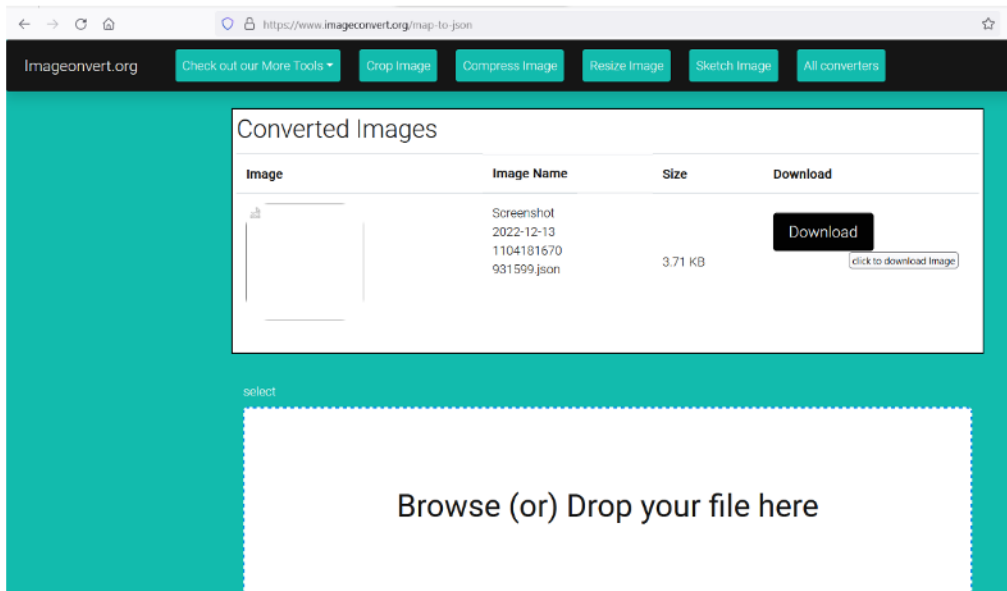 https://www.imageconvert.org/map-to-json
Imageonvert.org
Check out our More Tools
Crop Image
Compress Image
Resize Image
Sketch Image
All converters
Converted Images
Image Image Name Size Download
Screenshot
2022-12-13
1104181670
931599.json
3.71 KB
Download
click to download Image
select
Browse (or) Drop your file here